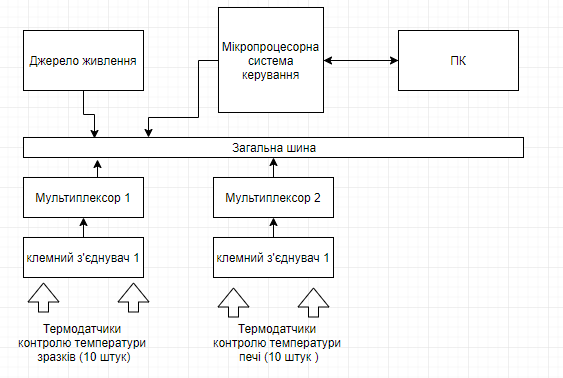 Джерело живлення
Мікропроцесорна
система
керування
ПК
Загальна шина
Мультиплексор 1
Мультиплексор 2
клемний з'єднувач 1
клемний з'єднувач 1
Термодатчики
контролю температури
зразків (10 штук)
Термодатчики
контролю температури
печі (10 штук )